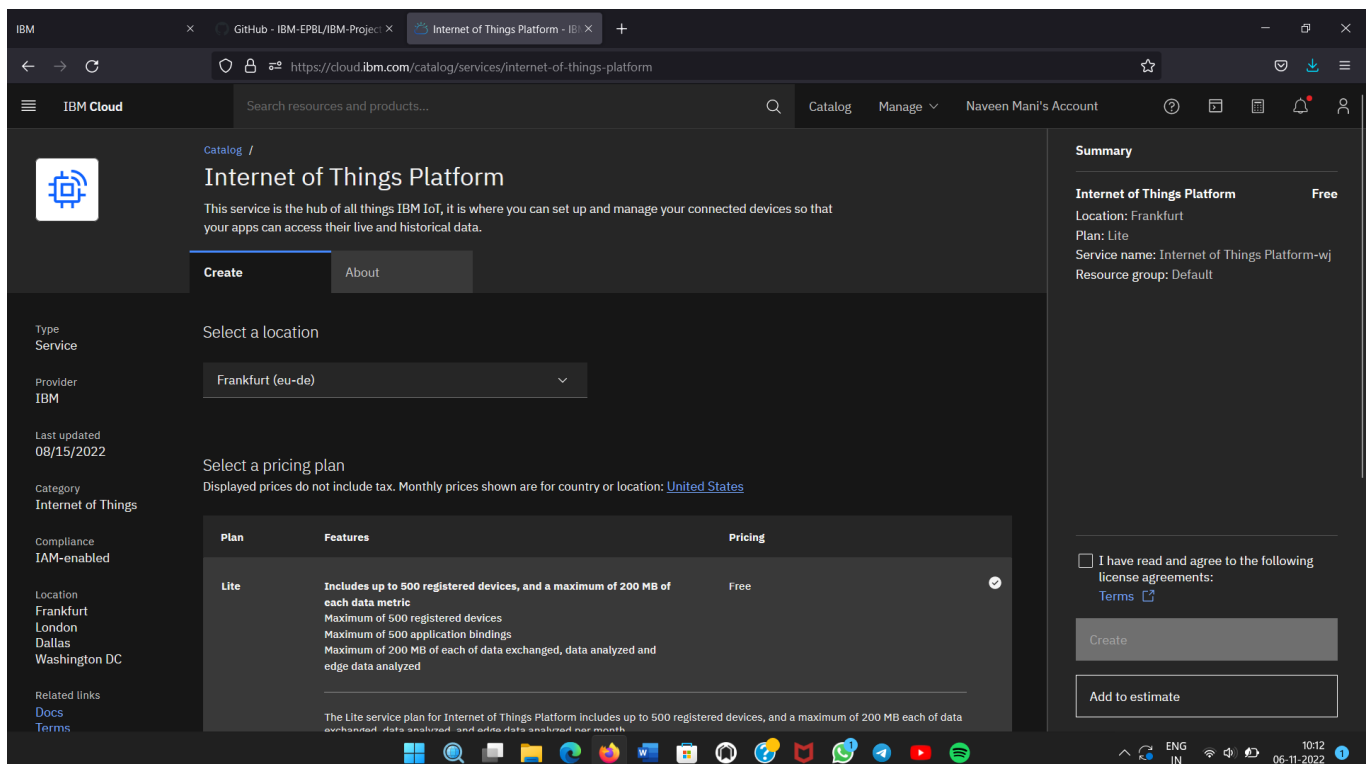 IBM
GitHub - IBM-EPBL/IBM-Project
Internet of Things Platform - IB
https://cloud.ibm.com/catalog/services/internet-of-things-platform
IBM Cloud
Search resources and products...
Catalog
Manage
Naveen Mani's Account
Catalog /
Internet of Things Platform
This service is the hub of all things IBM IoT, it is where you can set up and manage your connected devices so that
your apps can access their live and historical data.
Create
About
Type
Service
Provider
IBM
Last updated
08/15/2022
Category
Internet of Things
Compliance
IAM-enabled
Location
Frankfurt
London
Dallas
Washington DC
Related links
Docs
Terms
Select a location
Frankfurt (eu-de)
Select a pricing plan
Displayed prices do not include tax. Monthly prices shown are for country or location: United States
Plan Features Pricing
Lite Includes up to 500 registered devices, and a maximum of 200 MB of Free
each data metric
Maximum of 500 registered devices
Maximum of 500 application bindings
Maximum of 200 MB of each of data exchanged, data analyzed and
edge data analyzed
The Lite service plan for Internet of Things Platform includes up to 500 registered devices, and a maximum of 200 MB each of data
exchanged, data analyzed, and edge data analyzed per month
Summary
Internet of Things Platform Free
Location: Frankfurt
Plan: Lite
Service name: Internet of Things Platform-wj
Resource group: Default
I have read and agree to the following
license agreements:
Terms
Create
Add to estimate
ENG
IN
10:12
06-11-2022
1